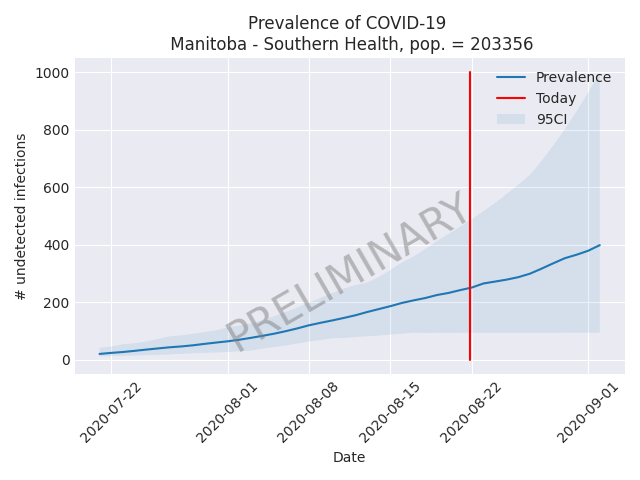 Prevalence of COVID-19
Manitoba - Southern Health, pop. = 203356
1000
800
600
400
200
0
# undetected infections
Prevalence
Today
95CI
PRELIMINARY
2020-07-22
2020-08-01
2020-08-08
2020-08-15
2020-08-22
2020-09-01
Date